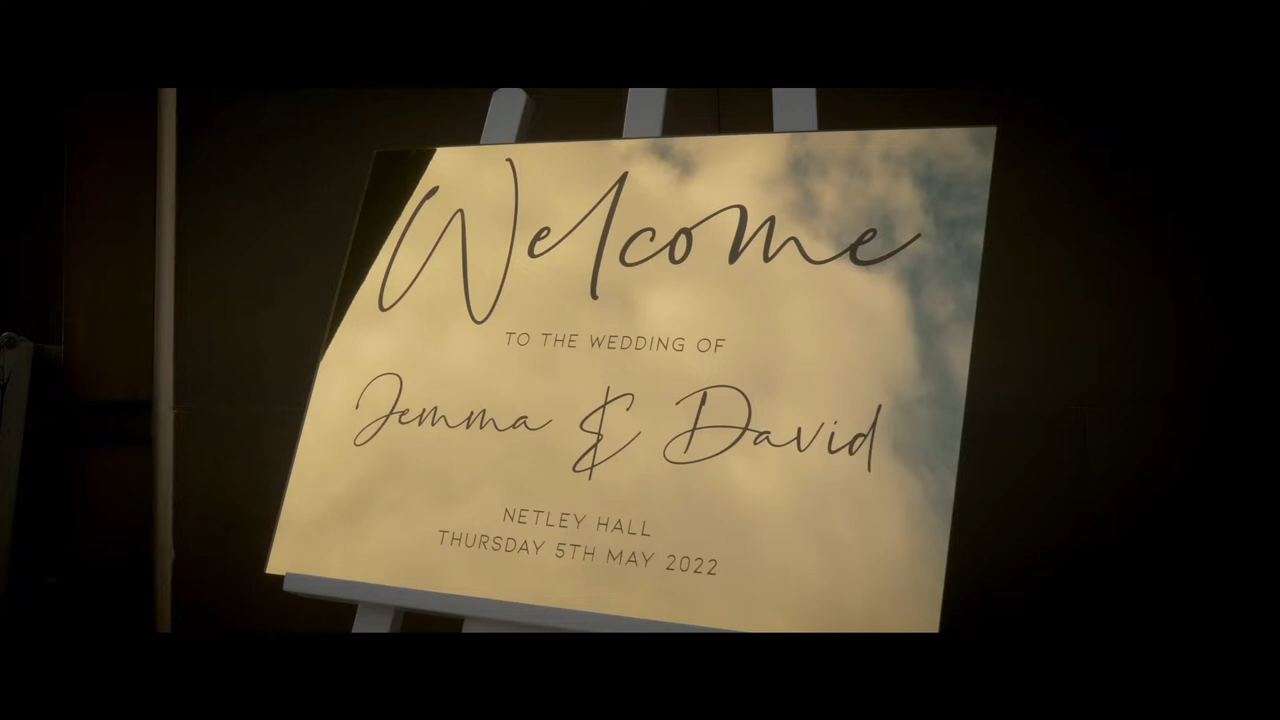 Welcome
TO THE WEDDING OF
Jemma & David
NETLEY HALL
THURSDAY 5TH MAY 2022